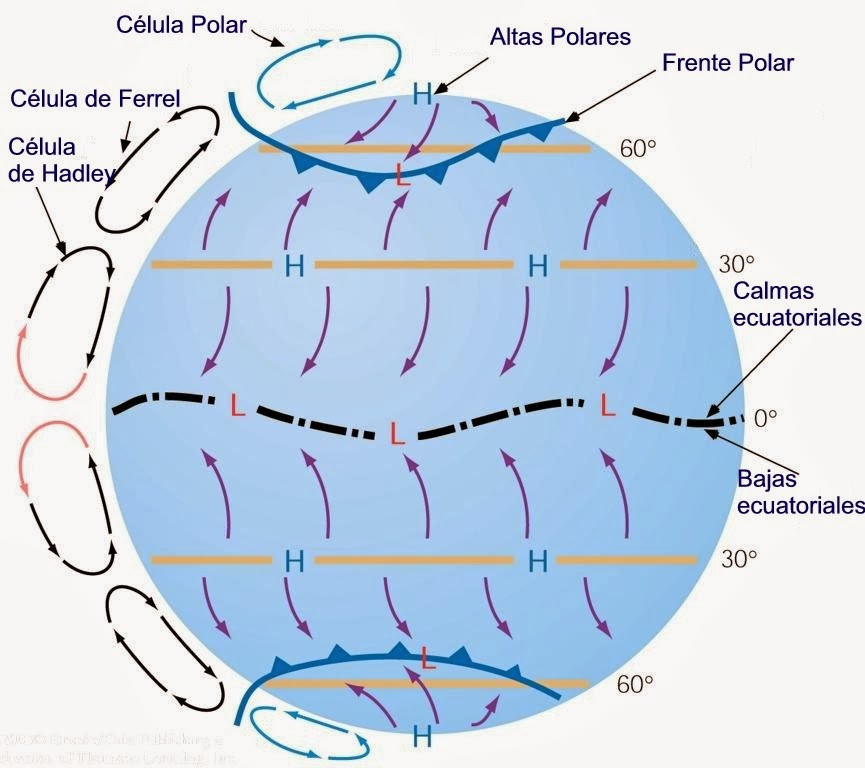 Célula Polar
Altas Polares
Frente Polar
Célula de Ferrel
Célula
de Hadley
H
60°
L
H
H
30°
Calmas
ecuatoriales
L
L
L
0°
Bajas
ecuatoriales
H
H
30°
L
60°
H